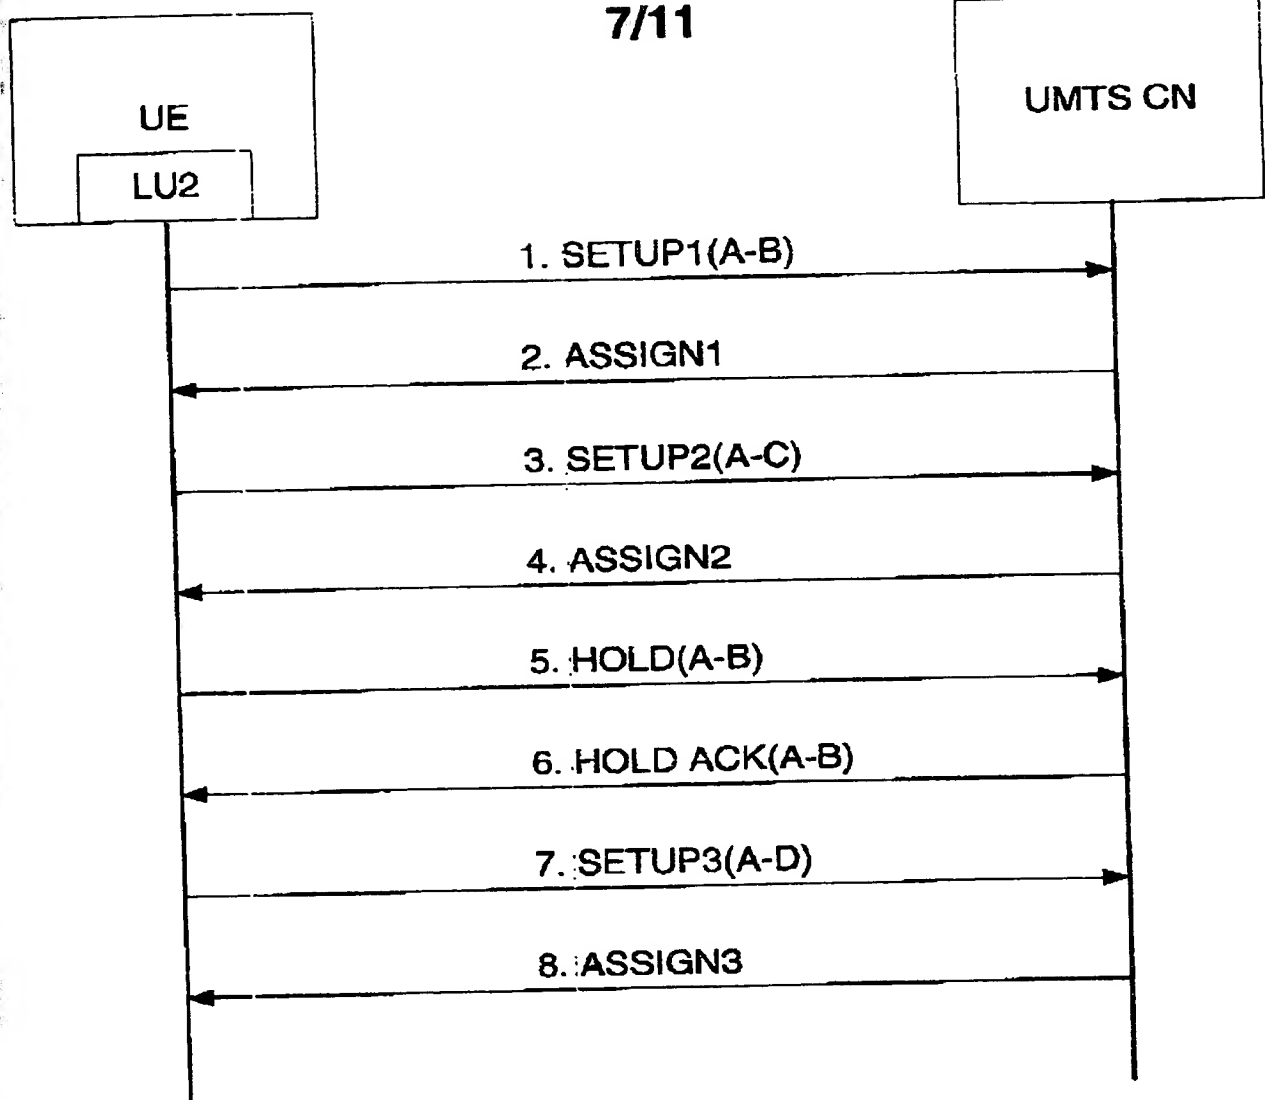 7/11
UE
LU2
UMTS CN
1. SETUP1(A-B)
2. ASSIGN1
3. SETUP2(A-C)
4. ASSIGN2
5. HOLD(A-B)
6. HOLD ACK(A-B)
7. SETUP3(A-D)
8. ASSIGN3